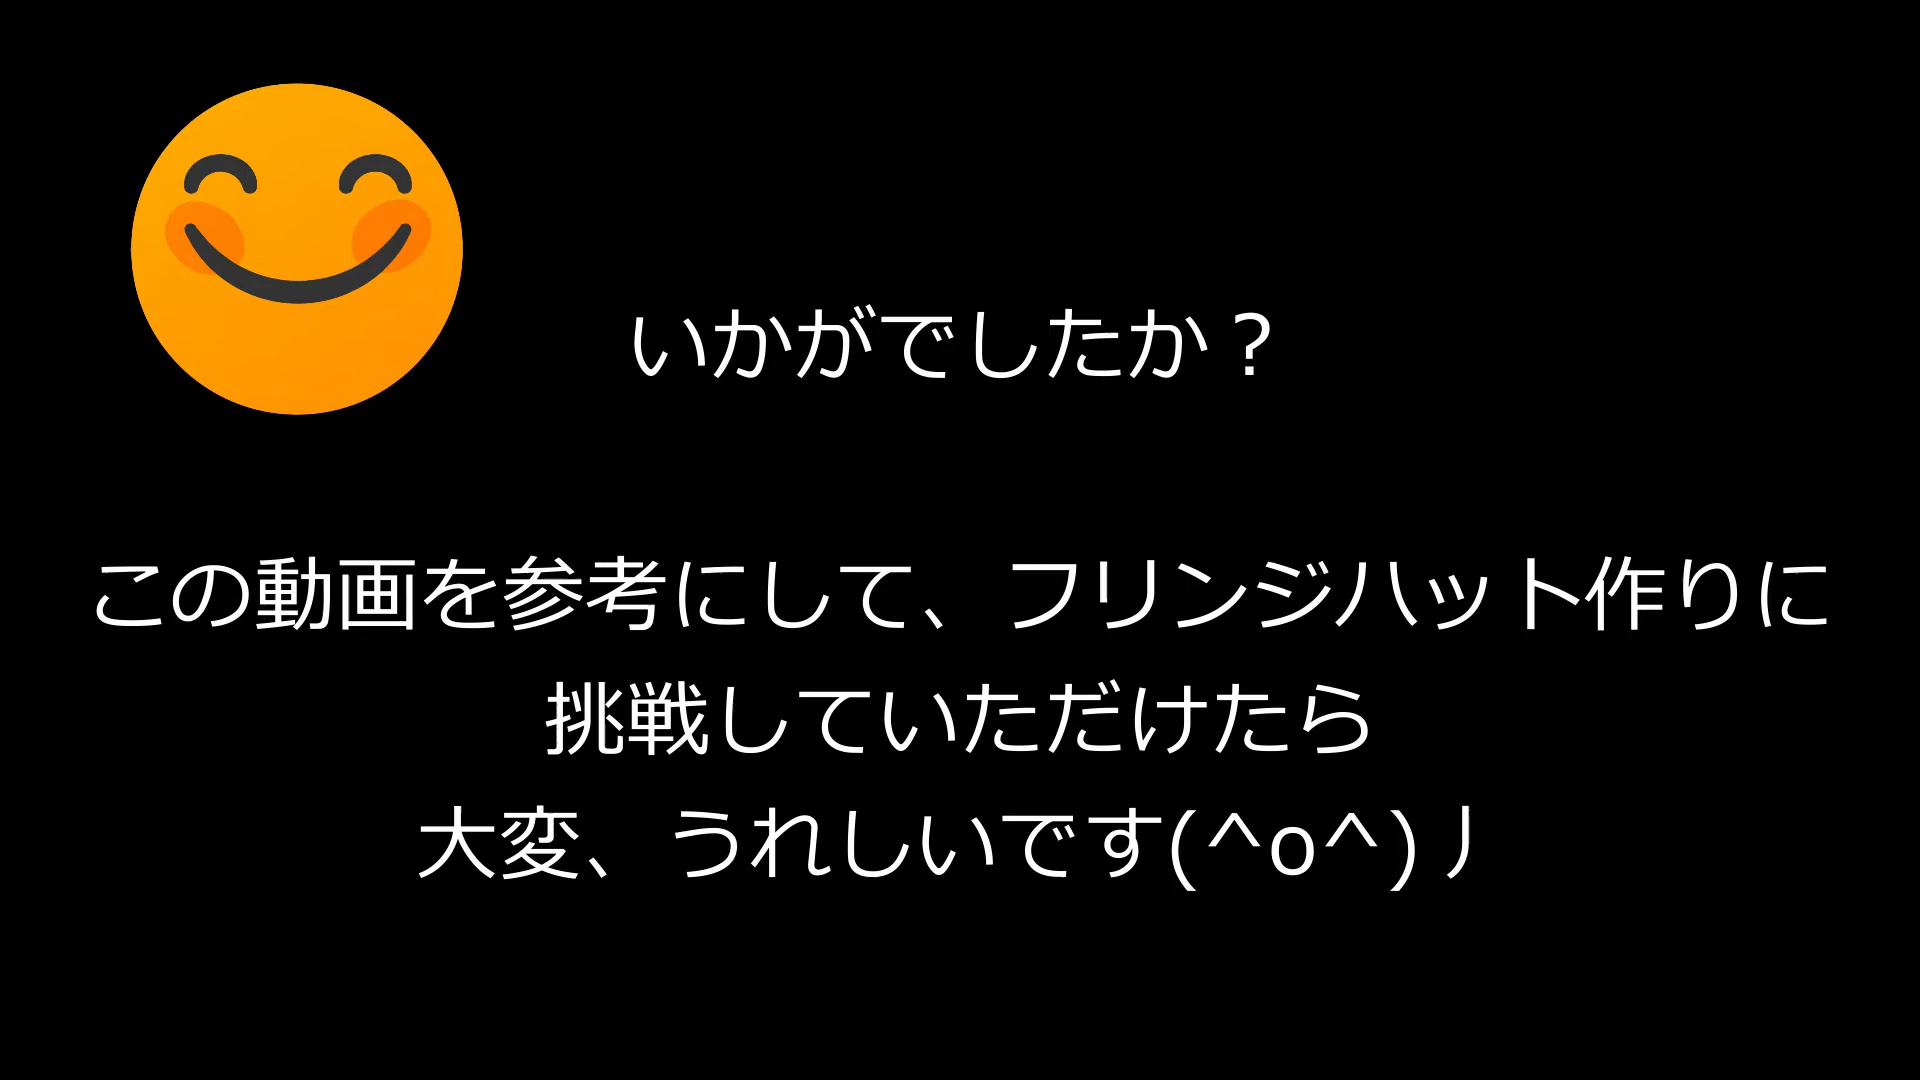 いかがでしたか？
この動画を参考にして、フリンジハット作りに
挑戦していただけたら
大変、うれしいです(^o^)丿